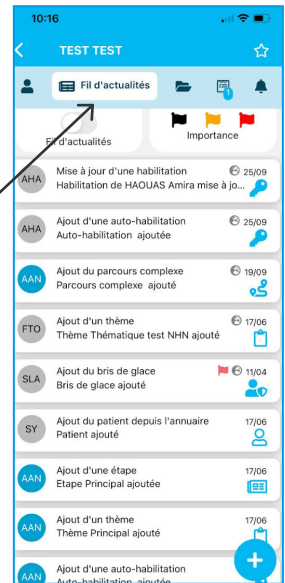 10:16
TEST TEST
Fil d'actualités
1
Fil d'actualités
Importance
AHA
Mise à jour d'une habilitation
25/09
Habilitation de HAOUAS Amira mise à jo...
AHA
Ajout d'une auto-habilitation
25/09
Auto-habilitation ajoutée
AAN
Ajout du parcours complexe
19/09
Parcours complexe ajouté
FTO
Ajout d'un thème
17/06
Thème Thématique test NHN ajouté
SLA
Ajout du bris de glace
11/04
Bris de glace ajouté
SY
Ajout du patient depuis l'annuaire
17/06
Patient ajouté
AAN
Ajout d'une étape
17/06
Etape Principal ajoutée
AAN
Ajout d'un thème
17/06
Thème Principal ajouté
AAN
Ajout d'une auto-habilitation
Auto-habilitation ajoutée
+